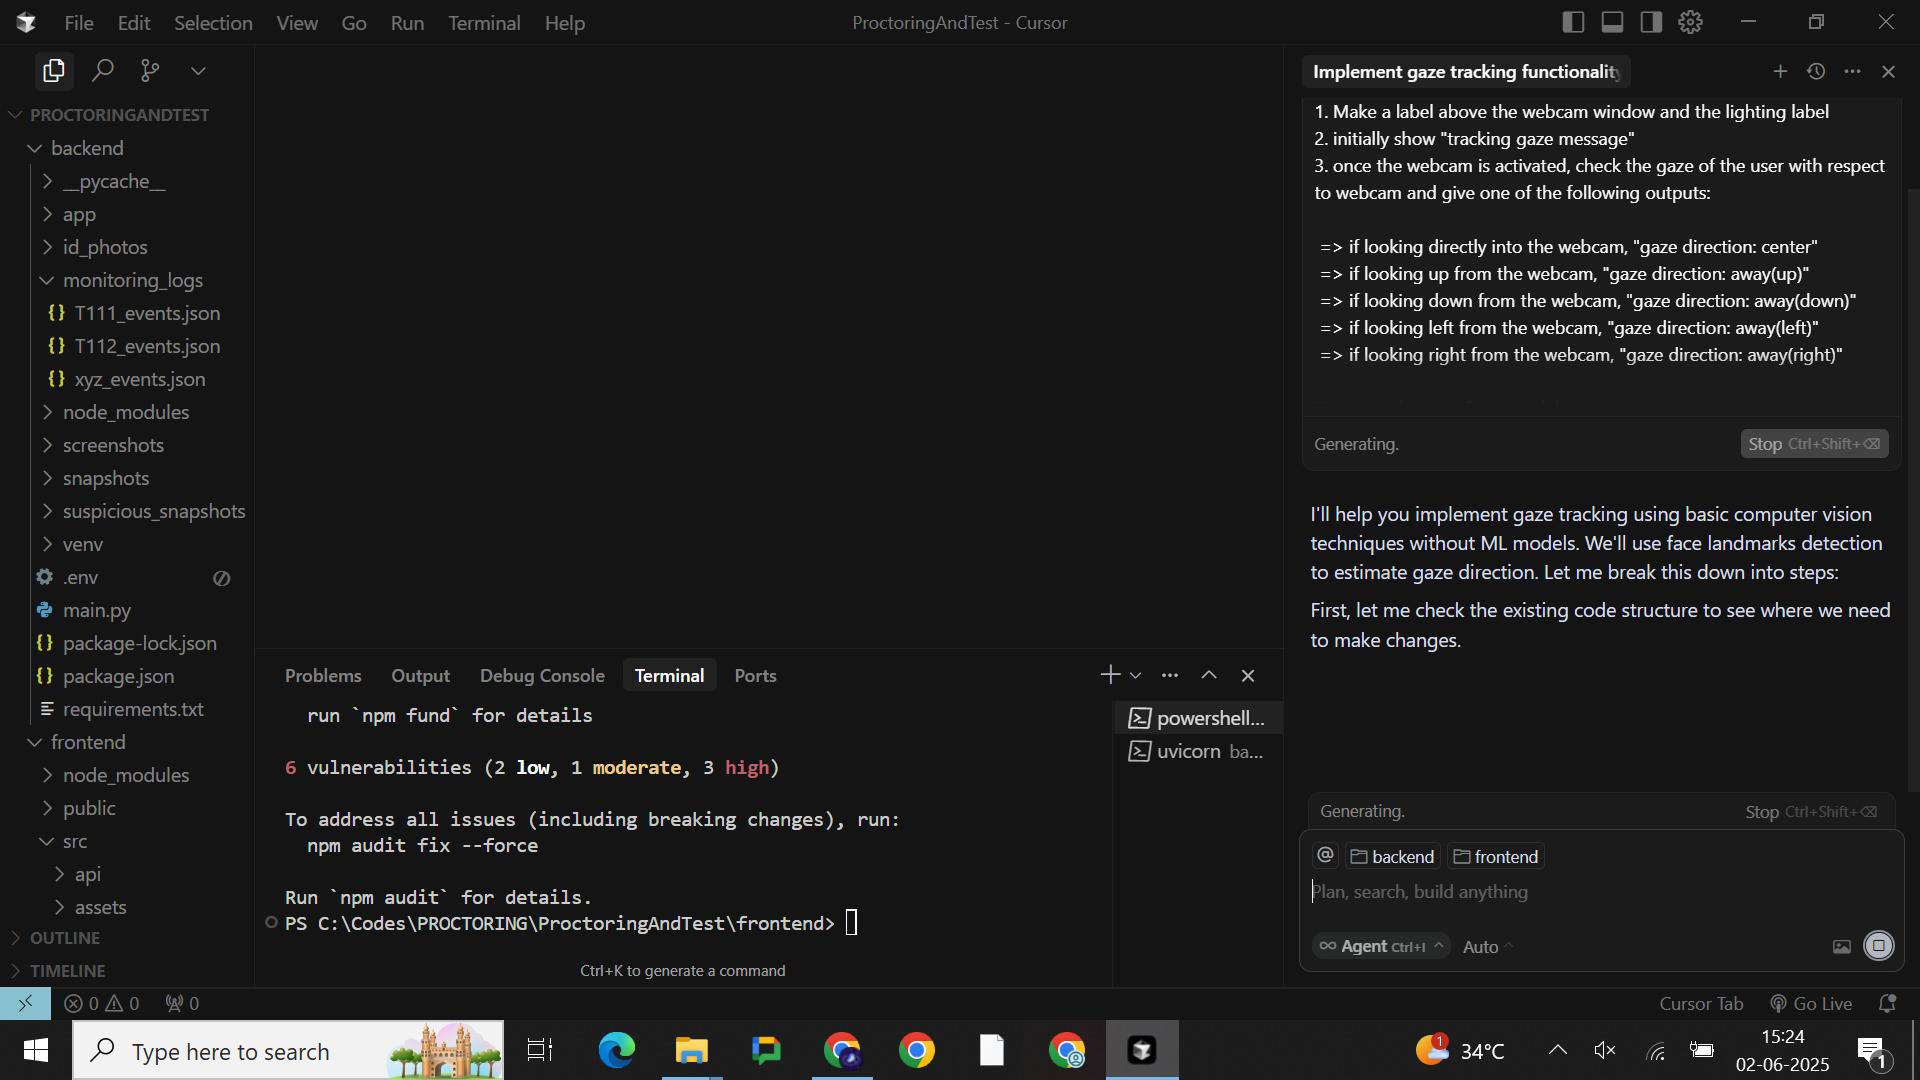 File Edit Selection View Go Run Terminal Help
ProctoringAndTest - Cursor
PROCTORINGANDTEST
backend
__pycache__
app
id_photos
monitoring_logs
{} T111_events.json
{} T112_events.json
{} xyz_events.json
node_modules
screenshots
snapshots
suspicious_snapshots
venv
.env
main.py
{} package-lock.json
{} package.json
requirements.txt
frontend
node_modules
public
src
api
assets
OUTLINE
TIMELINE
Problems Output Debug Console Terminal Ports
run `npm fund` for details
6 vulnerabilities (2 low, 1 moderate, 3 high)
To address all issues (including breaking changes), run:
npm audit fix --force
Run `npm audit` for details.
PS C:\Codes\PROCTORING\ProctoringAndTest\frontend>
Ctrl+K to generate a command
powershell...
uvicorn ba...
Implement gaze tracking functionality
1. Make a label above the webcam window and the lighting label
2. initially show "tracking gaze message"
3. once the webcam is activated, check the gaze of the user with respect
to webcam and give one of the following outputs:
=> if looking directly into the webcam, "gaze direction: center"
=> if looking up from the webcam, "gaze direction: away(up)"
=> if looking down from the webcam, "gaze direction: away(down)"
=> if looking left from the webcam, "gaze direction: away(left)"
=> if looking right from the webcam, "gaze direction: away(right)"
Generating. Stop Ctrl+Shift+⌫
I'll help you implement gaze tracking using basic computer vision
techniques without ML models. We'll use face landmarks detection
to estimate gaze direction. Let me break this down into steps:
First, let me check the existing code structure to see where we need
to make changes.
Generating. Stop Ctrl+Shift+⌫
@ backend frontend
Plan, search, build anything
∞ Agent Ctrl+I Auto
0 0 0
Cursor Tab Go Live
Type here to search
1 34°C
15:24
02-06-2025
1